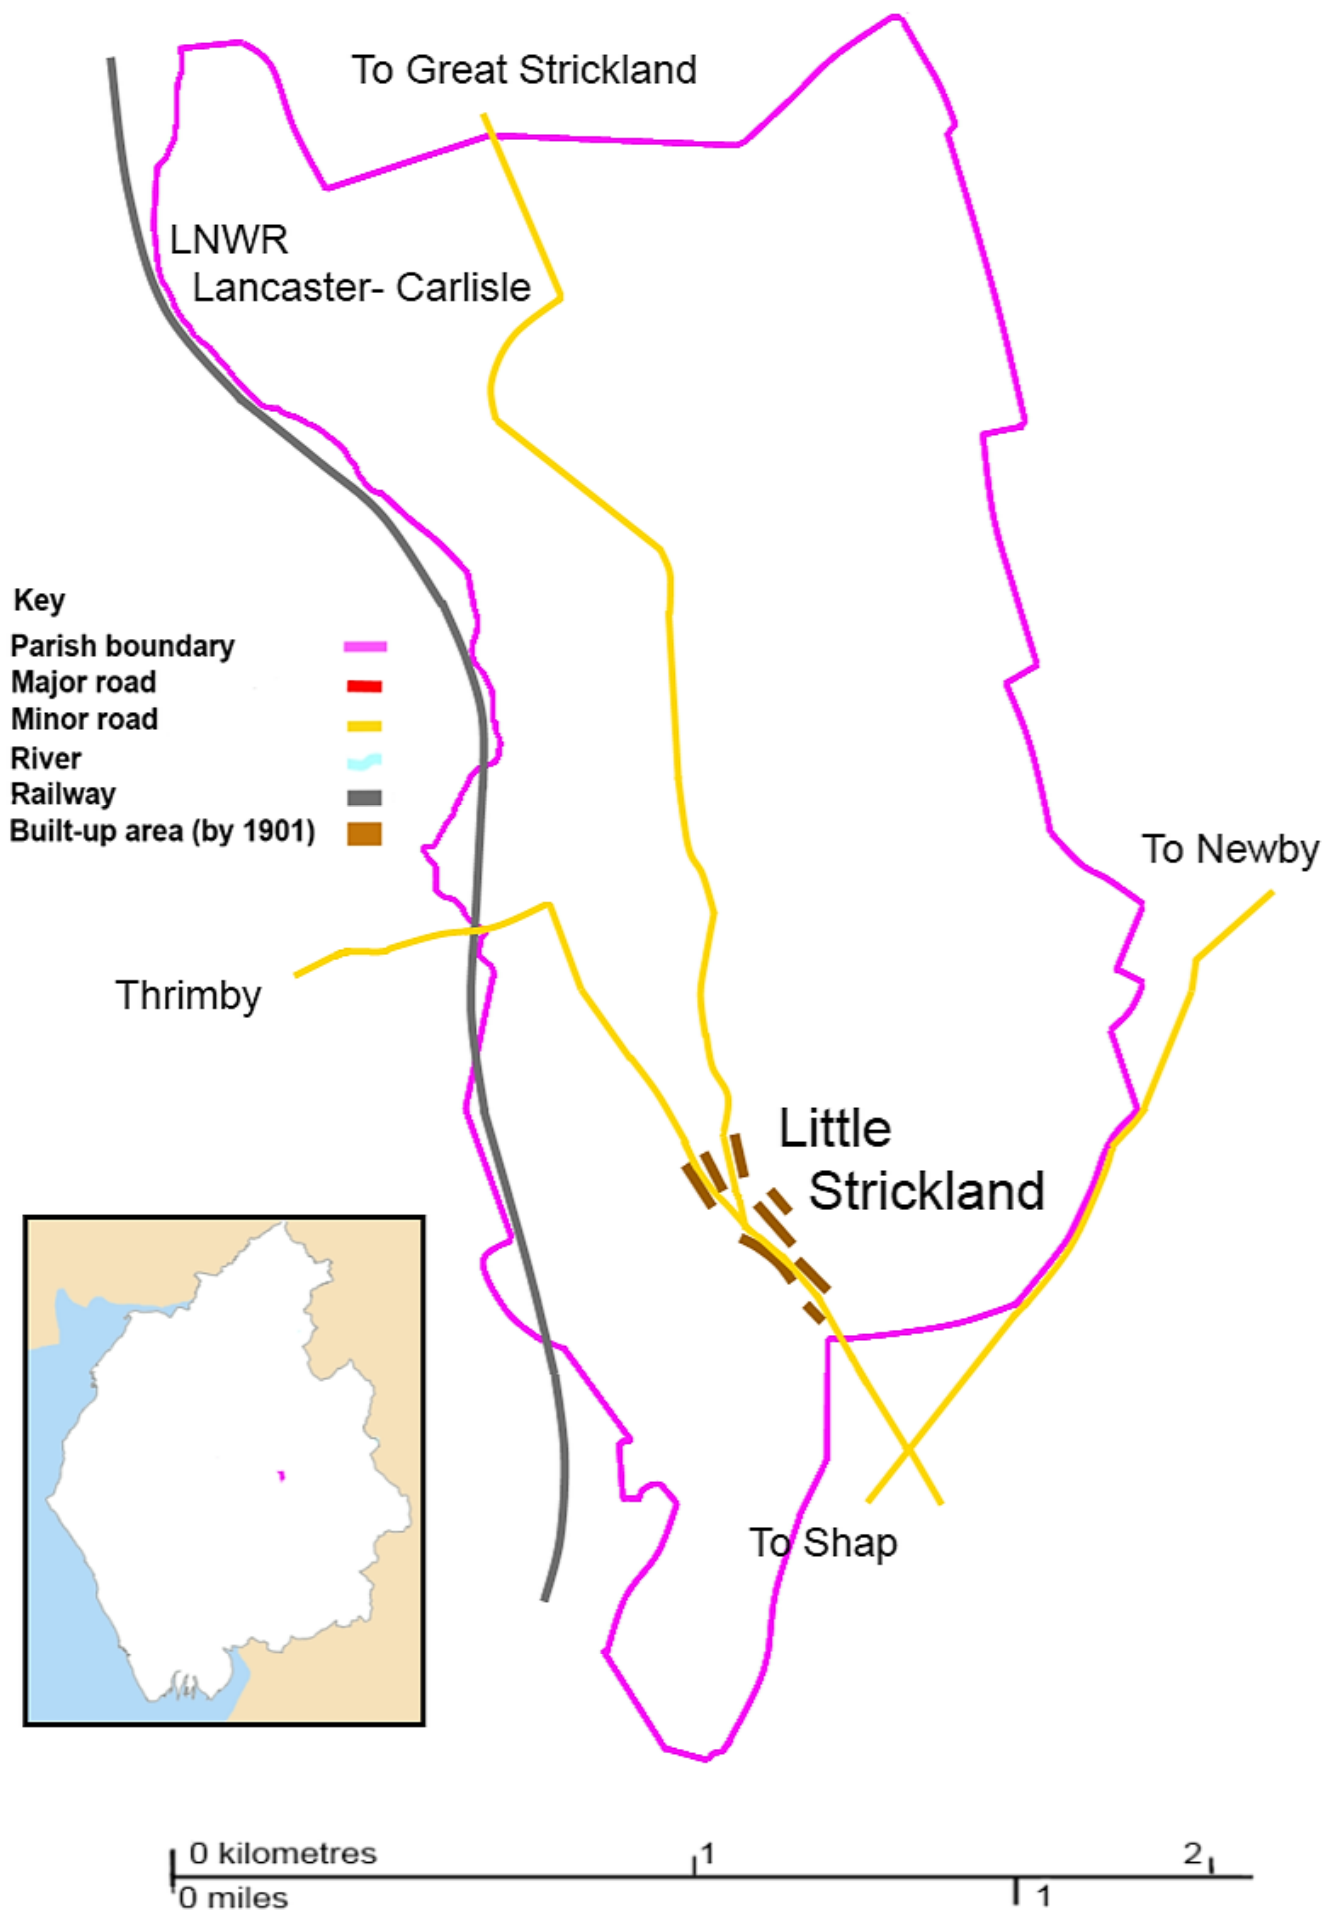 To Great Strickland
LNWR
Lancaster- Carlisle
Key
Parish boundary
Major road
Minor road
River
Railway
Built-up area (by 1901)
To Newby
Thrimby
Little
Strickland
To Shap
0 kilometres 1 2
0 miles 1